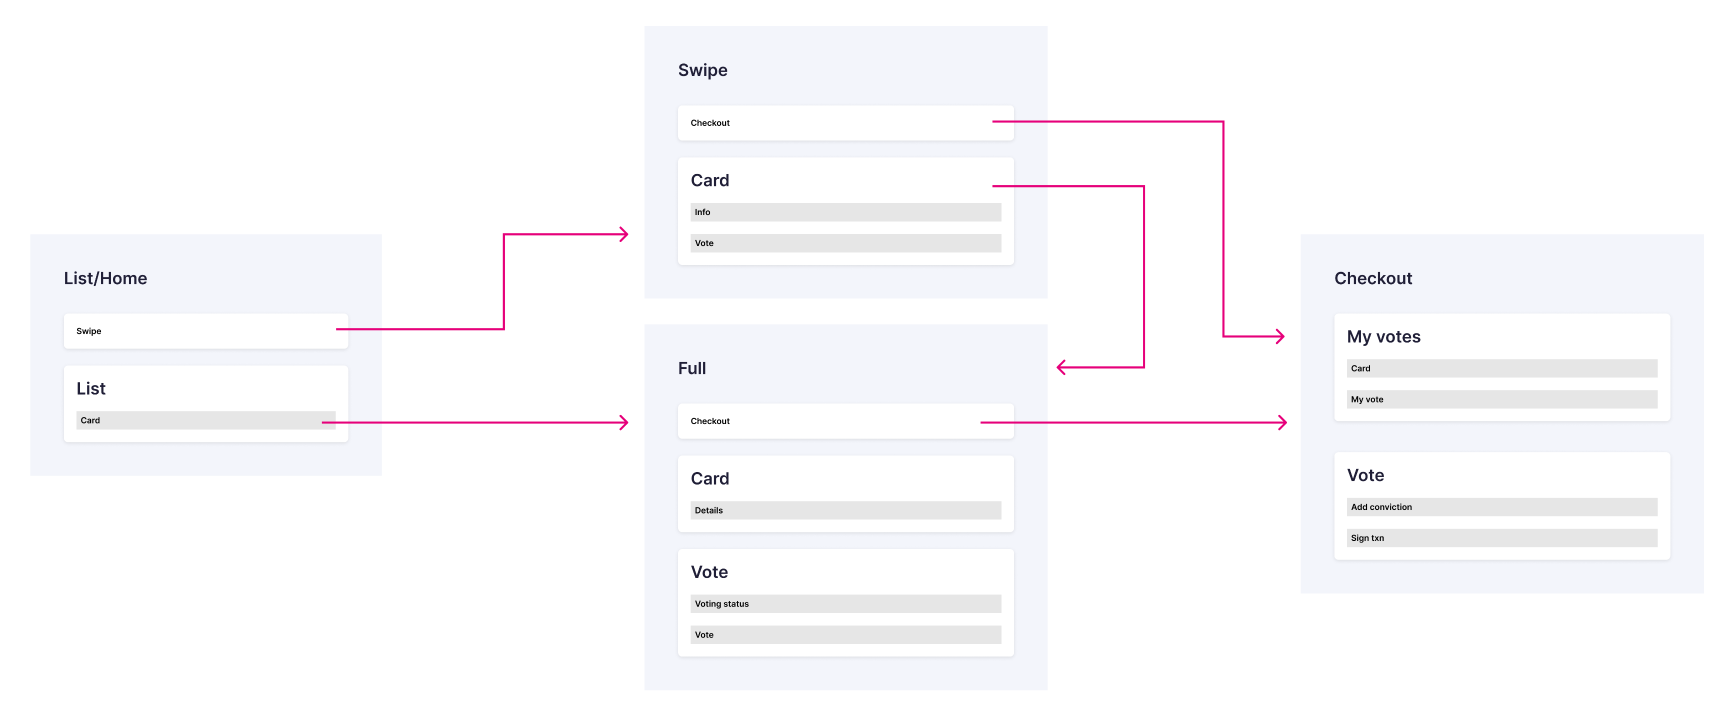 List/Home
Swipe
List
Card
Swipe
Checkout
Card
Info
Vote
Full
Checkout
Card
Details
Vote
Voting status
Vote
Checkout
My votes
Card
My vote
Vote
Add conviction
Sign txn